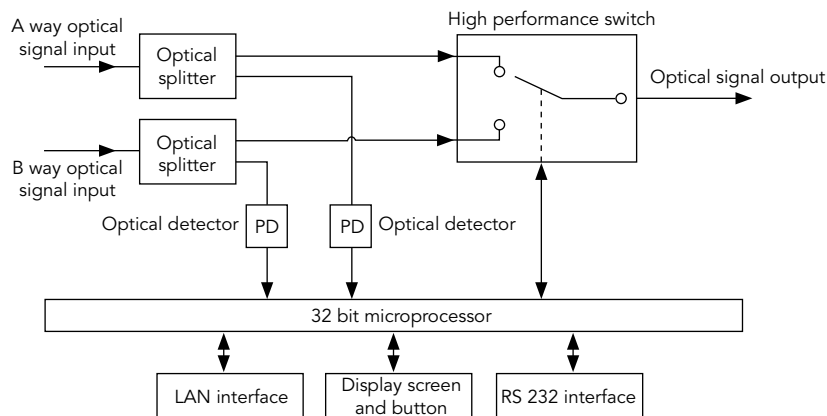 A way optical
signal input
Optical
splitter
High performance switch
Optical signal output
Optical
splitter
B way optical
signal input
Optical detector
PD
PD
Optical detector
32 bit microprocessor
LAN interface
Display screen
and button
RS 232 interface